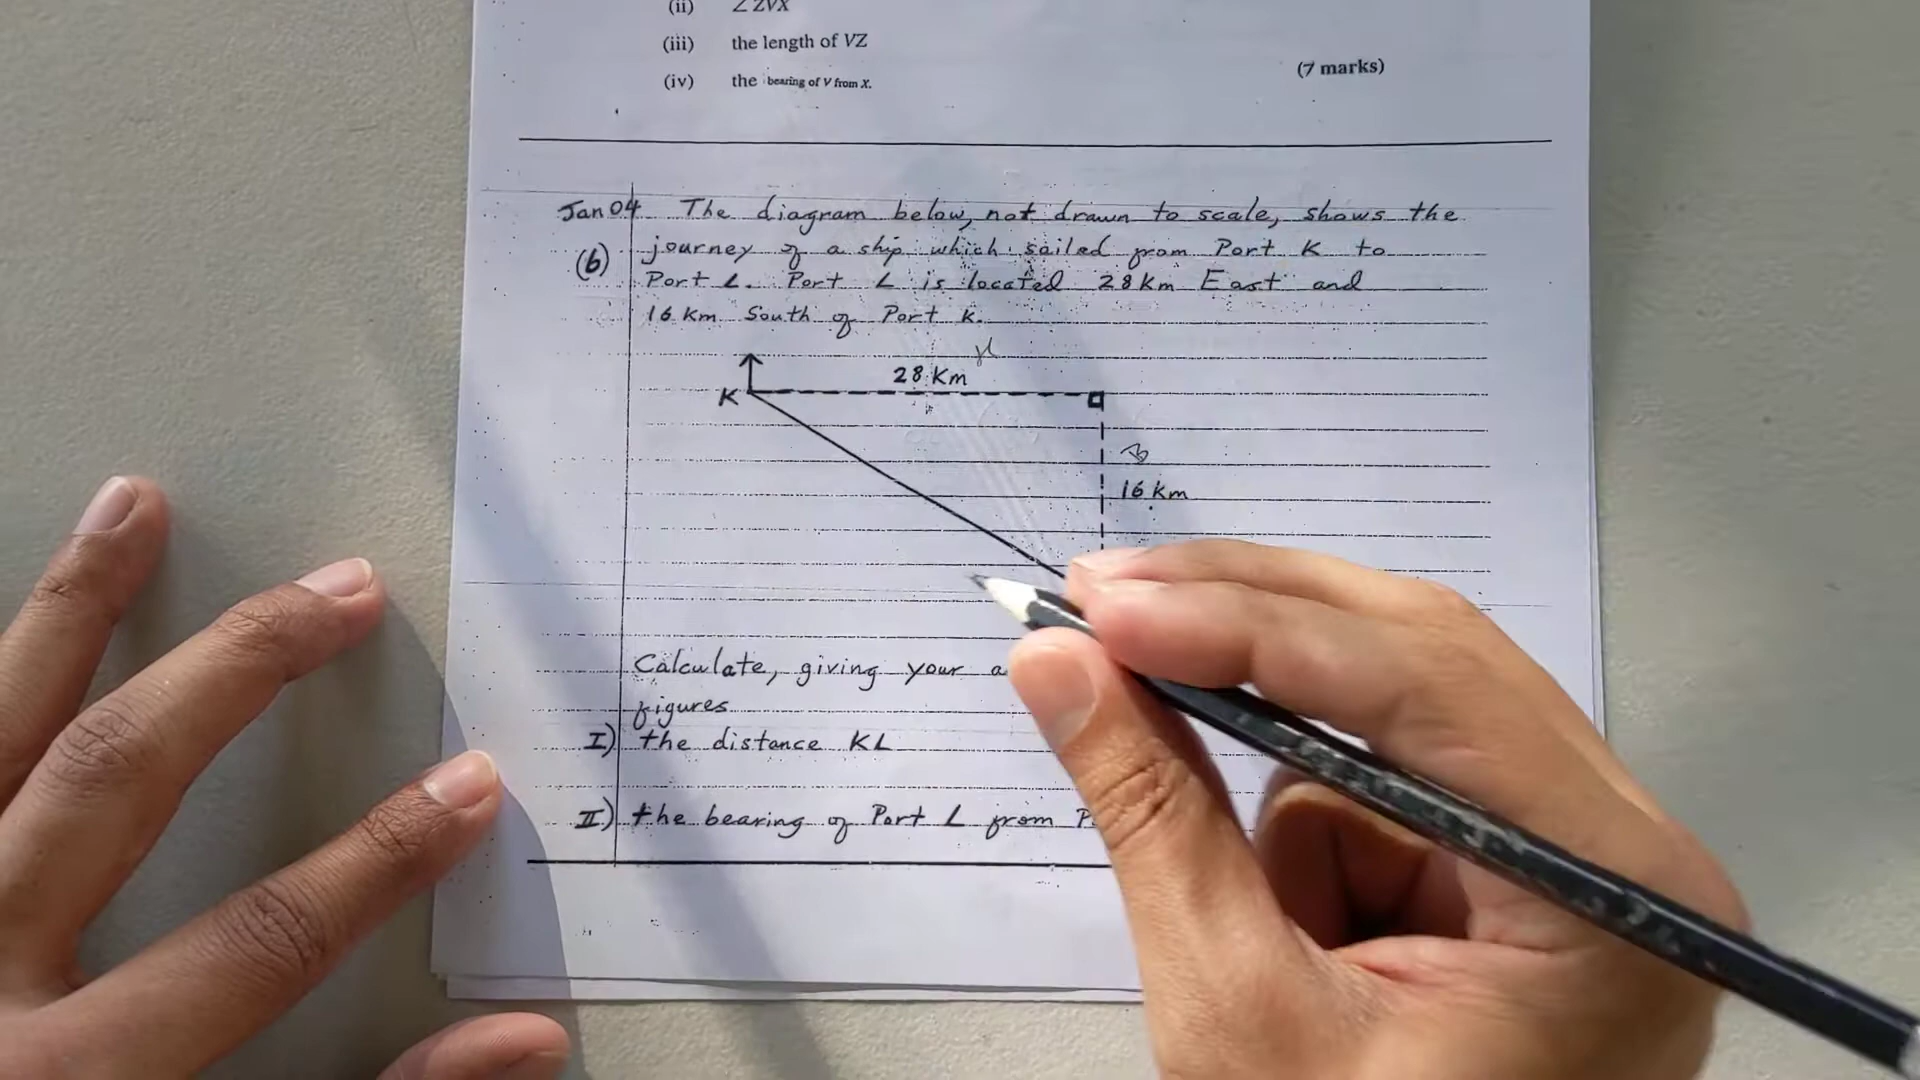 (ii) ∠ZVX
(iii) the length of VZ
(7 marks)
(iv) the bearing of V from X.
Jan 04 The diagram below, not drawn to scale, shows the
(b) journey of a ship which sailed from Port K to
Port L. Port L is located 28 km East and
16 km South of Port K.
28 Km
K
16 km
Calculate, giving your
figures
I) the distance KL
II) the bearing of Port L from